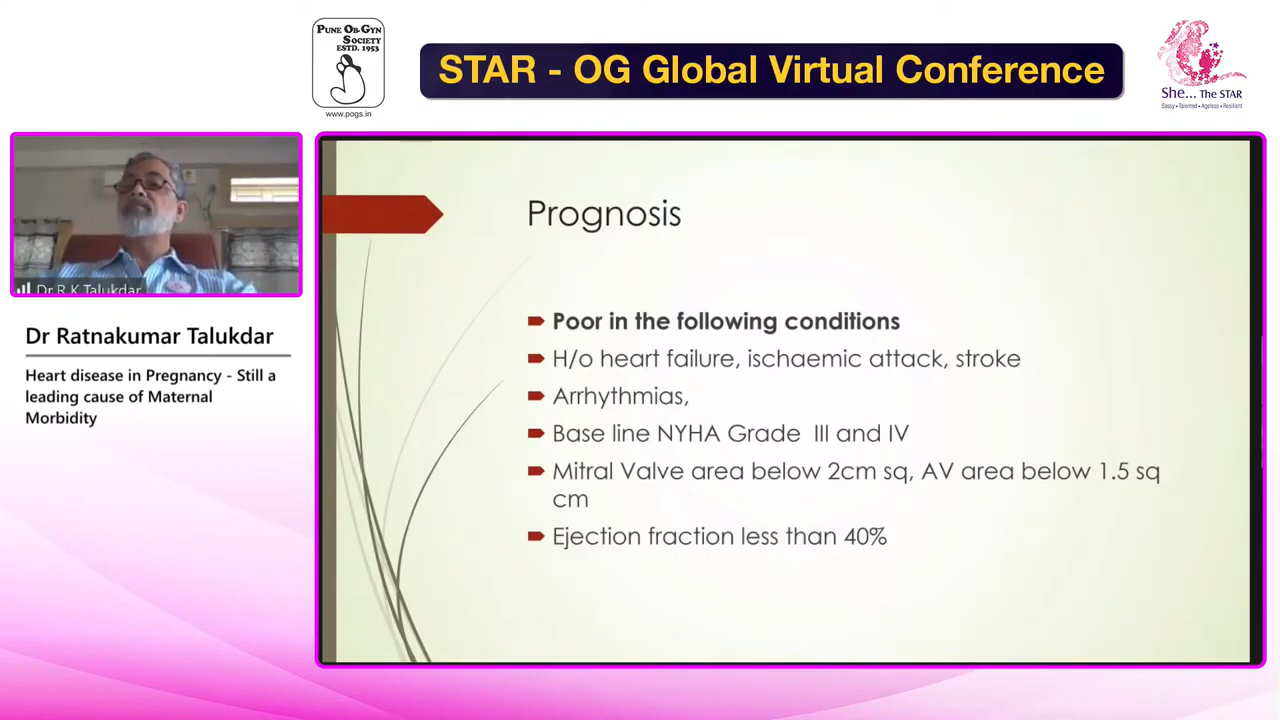 PUNE OB-GYN
SOCIETY
ESTD. 1953
www.pogs.in
STAR - OG Global Virtual Conference
She... THE STAR
Sassy • Talented • Ageless • Resilient
Dr R K Talukdar
Dr Ratnakumar Talukdar
Heart disease in Pregnancy - Still a
leading cause of Maternal
Morbidity
Prognosis
Poor in the following conditions
H/o heart failure, ischaemic attack, stroke
Arrhythmias,
Base line NYHA Grade III and IV
Mitral Valve area below 2cm sq, AV area below 1.5 sq
cm
Ejection fraction less than 40%